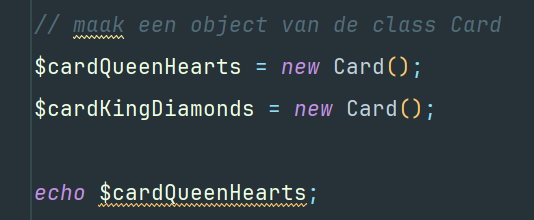 // maak een object van de class Card
$cardQueenHearts = new Card();
$cardKingDiamonds = new Card();
echo $cardQueenHearts;